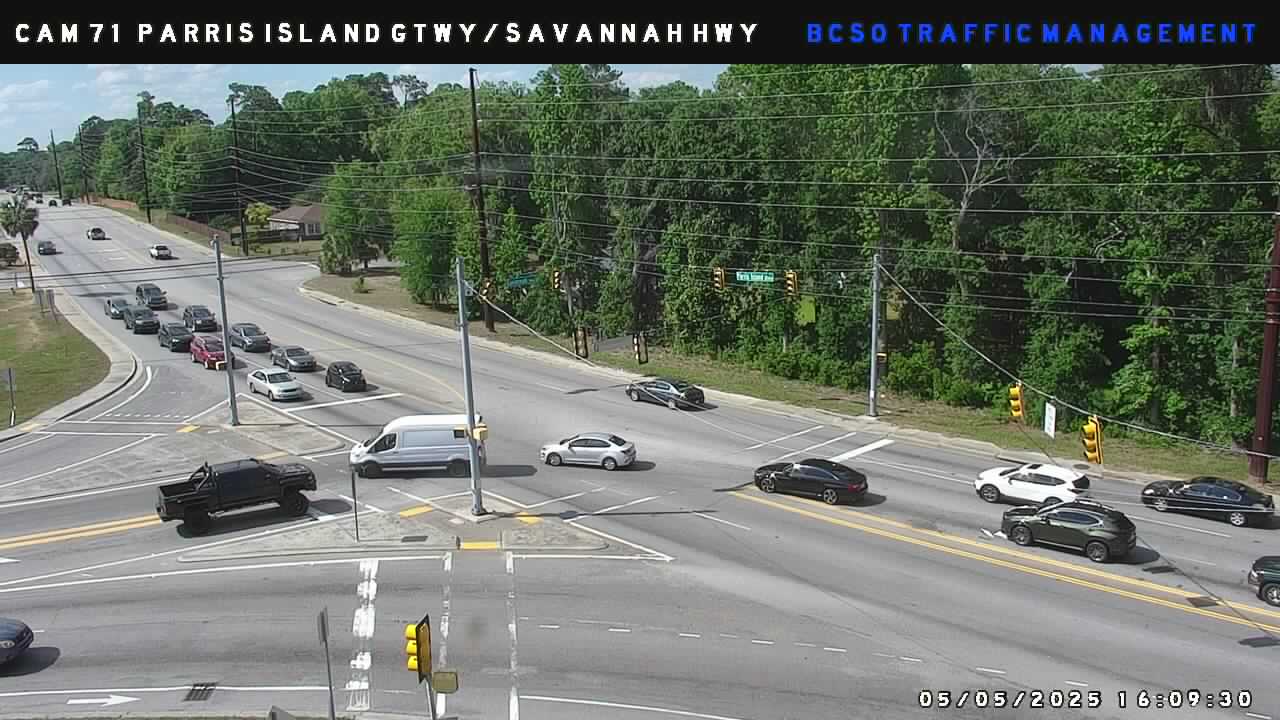 CAM 71 PARRIS ISLAND GTWY/SAVANNAH HWY BCSO TRAFFIC MANAGEMENT
05/05/2025 16:09:30